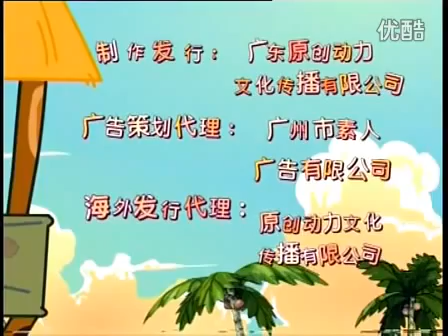 优酷
制作发行：广东原创动力
文化传播有限公司
广告策划代理：广州市素人
广告有限公司
海外发行代理：原创动力文化
传播有限公司